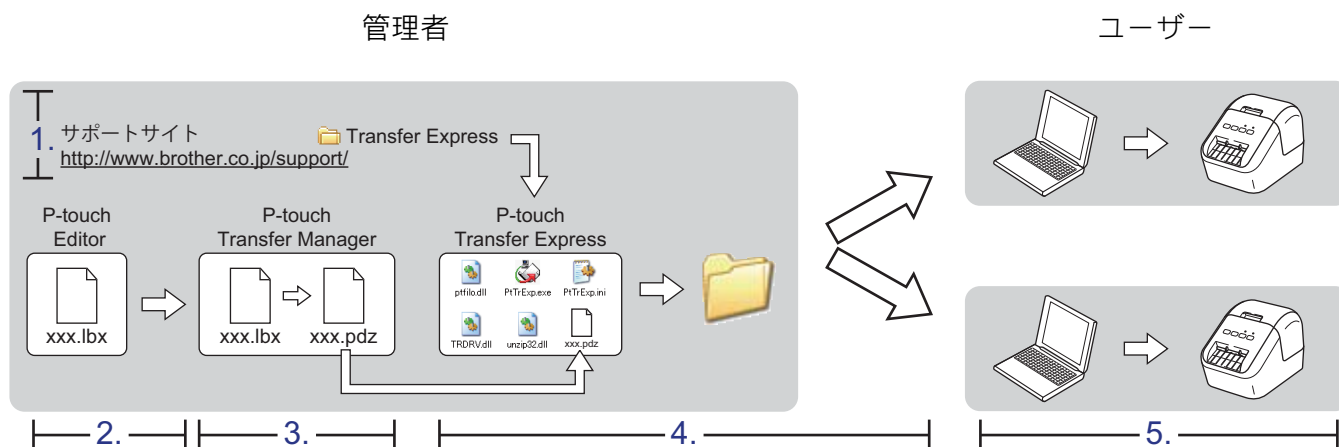 管理者
ユーザー
1. サポートサイト
http://www.brother.co.jp/support/
Transfer Express
P-touch
Editor
xxx.lbx
P-touch
Transfer Manager
xxx.lbx
xxx.pdz
P-touch
Transfer Express
ptfilo.dll
PtTrExp.exe
PtTrExp.ini
TRDRV.dll
unzip32.dll
xxx.pdz
2.
3.
4.
5.